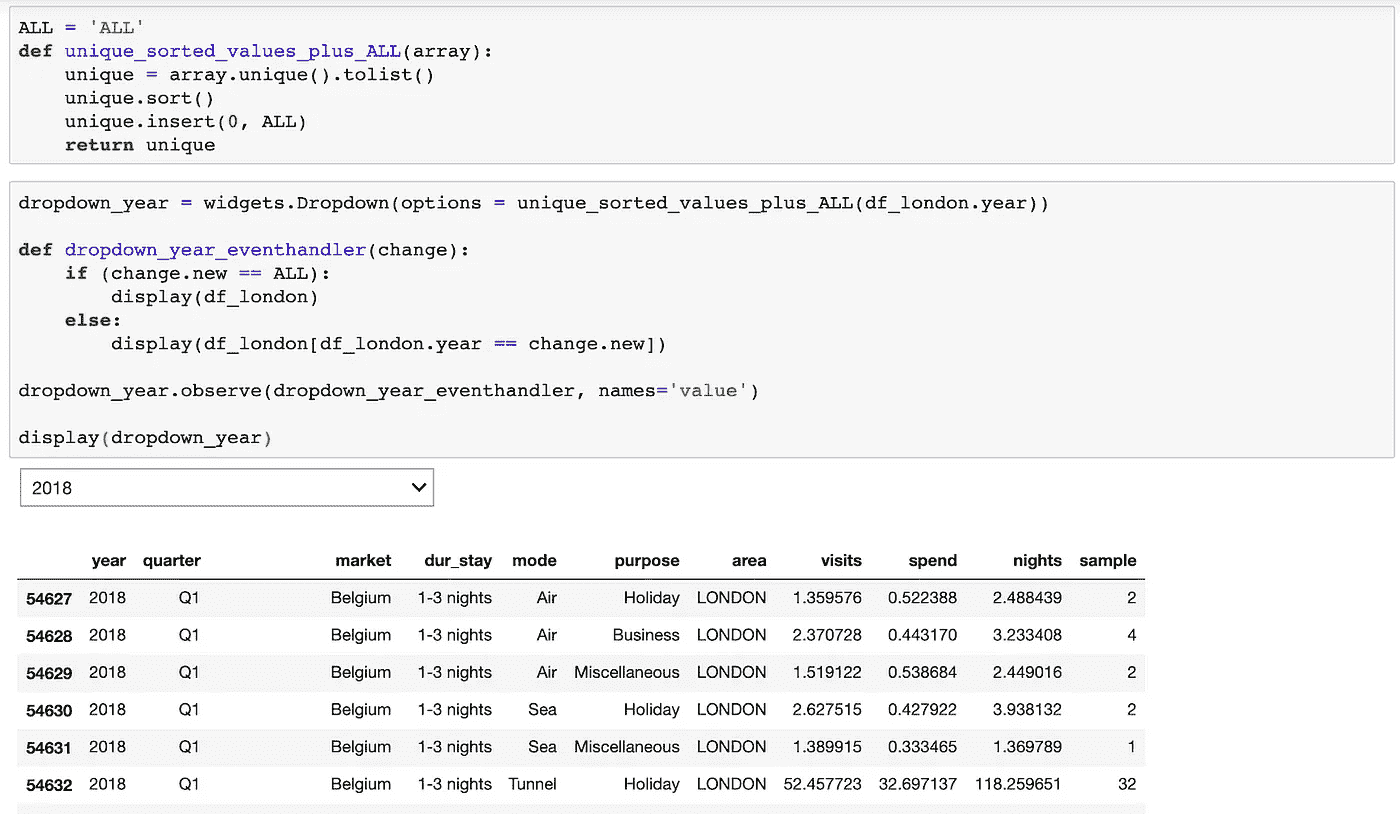 ALL = 'ALL'
def unique_sorted_values_plus_ALL(array):
    unique = array.unique().tolist()
    unique.sort()
    unique.insert(0, ALL)
    return unique
dropdown_year = widgets.Dropdown(options = unique_sorted_values_plus_ALL(df_london.year))
def dropdown_year_eventhandler(change):
    if (change.new == ALL):
        display(df_london)
    else:
        display(df_london[df_london.year == change.new])
dropdown_year.observe(dropdown_year_eventhandler, names='value')
display(dropdown_year)
2018
year quarter market dur_stay mode purpose area visits spend nights sample
54627 2018 Q1 Belgium 1-3 nights Air Holiday LONDON 1.359576 0.522388 2.488439 2
54628 2018 Q1 Belgium 1-3 nights Air Business LONDON 2.370728 0.443170 3.233408 4
54629 2018 Q1 Belgium 1-3 nights Air Miscellaneous LONDON 1.519122 0.538684 2.449016 2
54630 2018 Q1 Belgium 1-3 nights Sea Holiday LONDON 2.627515 0.427922 3.938132 2
54631 2018 Q1 Belgium 1-3 nights Sea Miscellaneous LONDON 1.389915 0.333465 1.369789 1
54632 2018 Q1 Belgium 1-3 nights Tunnel Holiday LONDON 52.457723 32.697137 118.259651 32